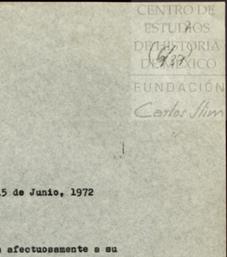 CENTRO DE
ESTUDIOS
DE HISTORIA
DE MÉXICO
FUNDACIÓN
Carlos Slim
5 de Junio, 1972
afectuosamente a su